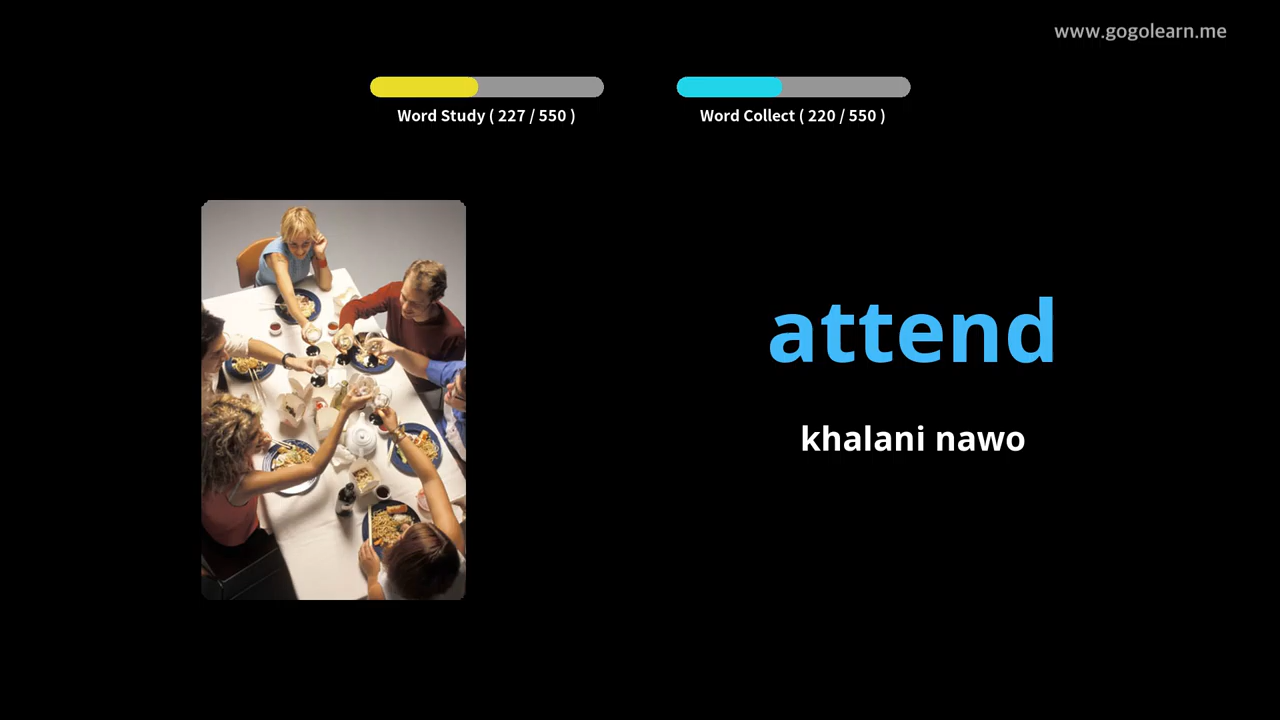 www.gogolearn.me
Word Study ( 227 / 550 )
Word Collect ( 220 / 550 )
attend
khalani nawo